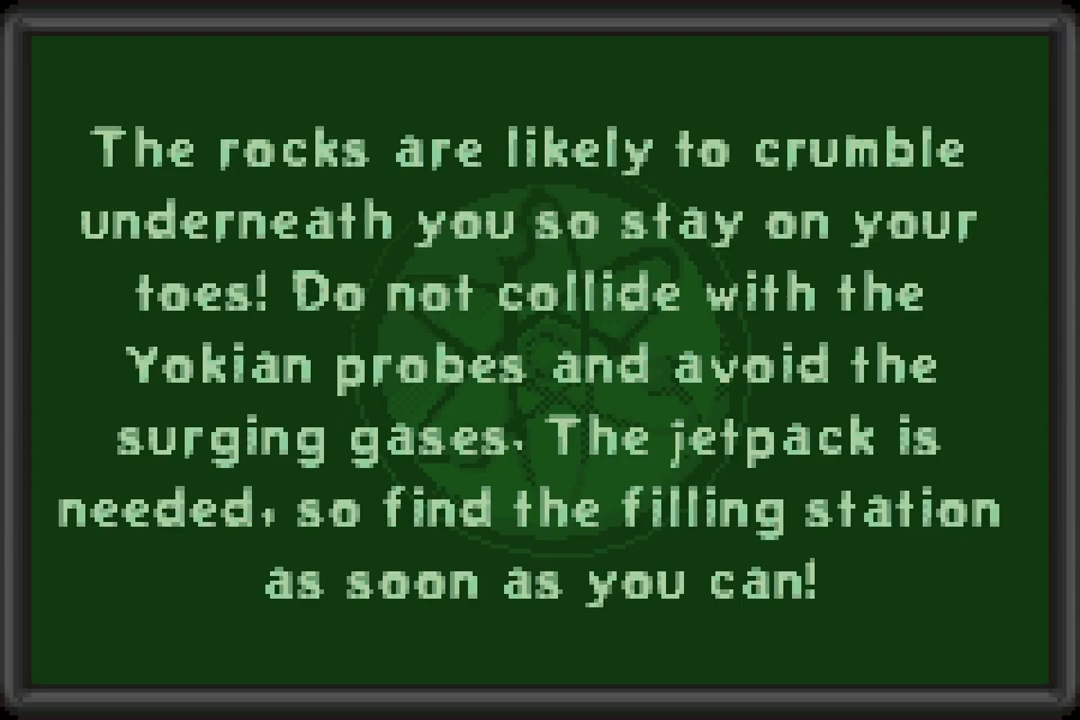 The rocks are likely to crumble
underneath you so stay on your
toes! Do not collide with the
Yokian probes and avoid the
surging gases. The jetpack is
needed, so find the filling station
as soon as you can!